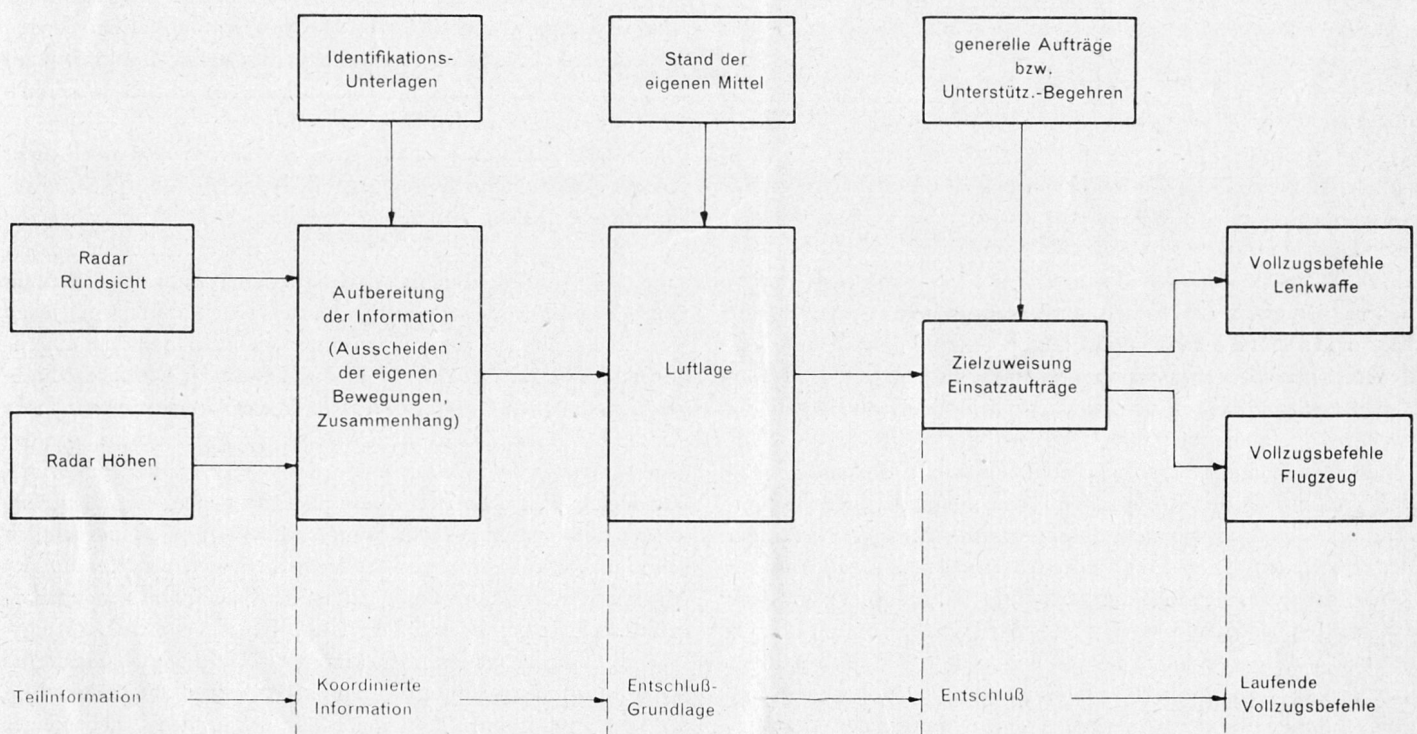 Identifikations-
Unterlagen
Stand der
eigenen Mittel
generelle Aufträge
bzw.
Unterstütz.-Begehren
Radar
Rundsicht
Radar Höhen
Aufbereitung
der Information
(Ausscheiden
der eigenen
Bewegungen,
Zusammenhang)
Luftlage
Zielzuweisung
Einsatzaufträge
Vollzugsbefehle
Lenkwaffe
Vollzugsbefehle
Flugzeug
Teilinformation
Koordinierte
Information
Entschluß-
Grundlage
Entschluß
Laufende
Vollzugsbefehle